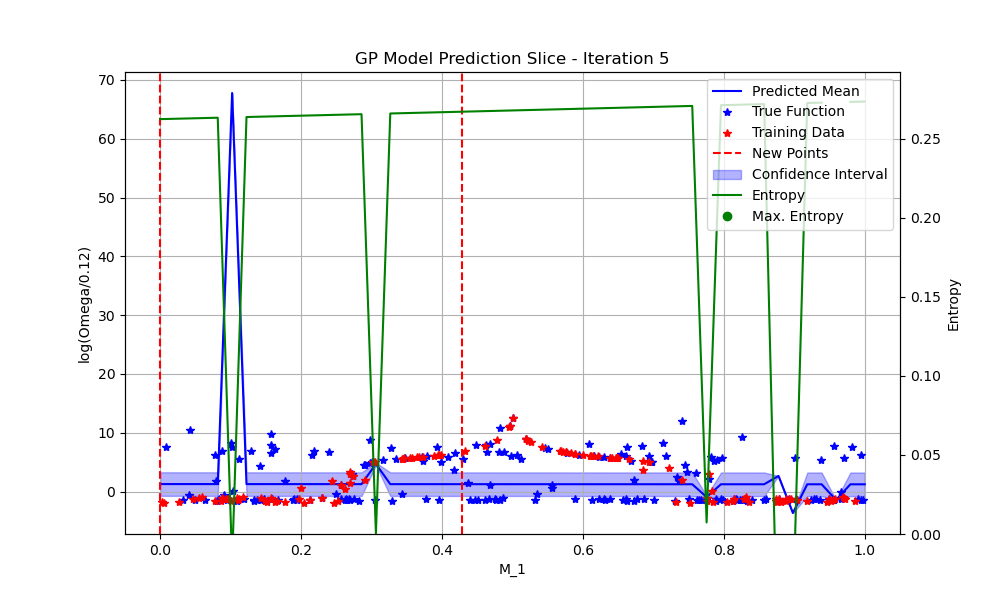 GP Model Prediction Slice - Iteration 5
70
60
50
40
30
20
10
0
log(Omega/0.12)
0.25
0.20
0.15
0.10
0.05
0.00
Entropy
Predicted Mean
True Function
Training Data
New Points
Confidence Interval
Entropy
Max. Entropy
0.0
0.2
0.4
0.6
0.8
1.0
M_1